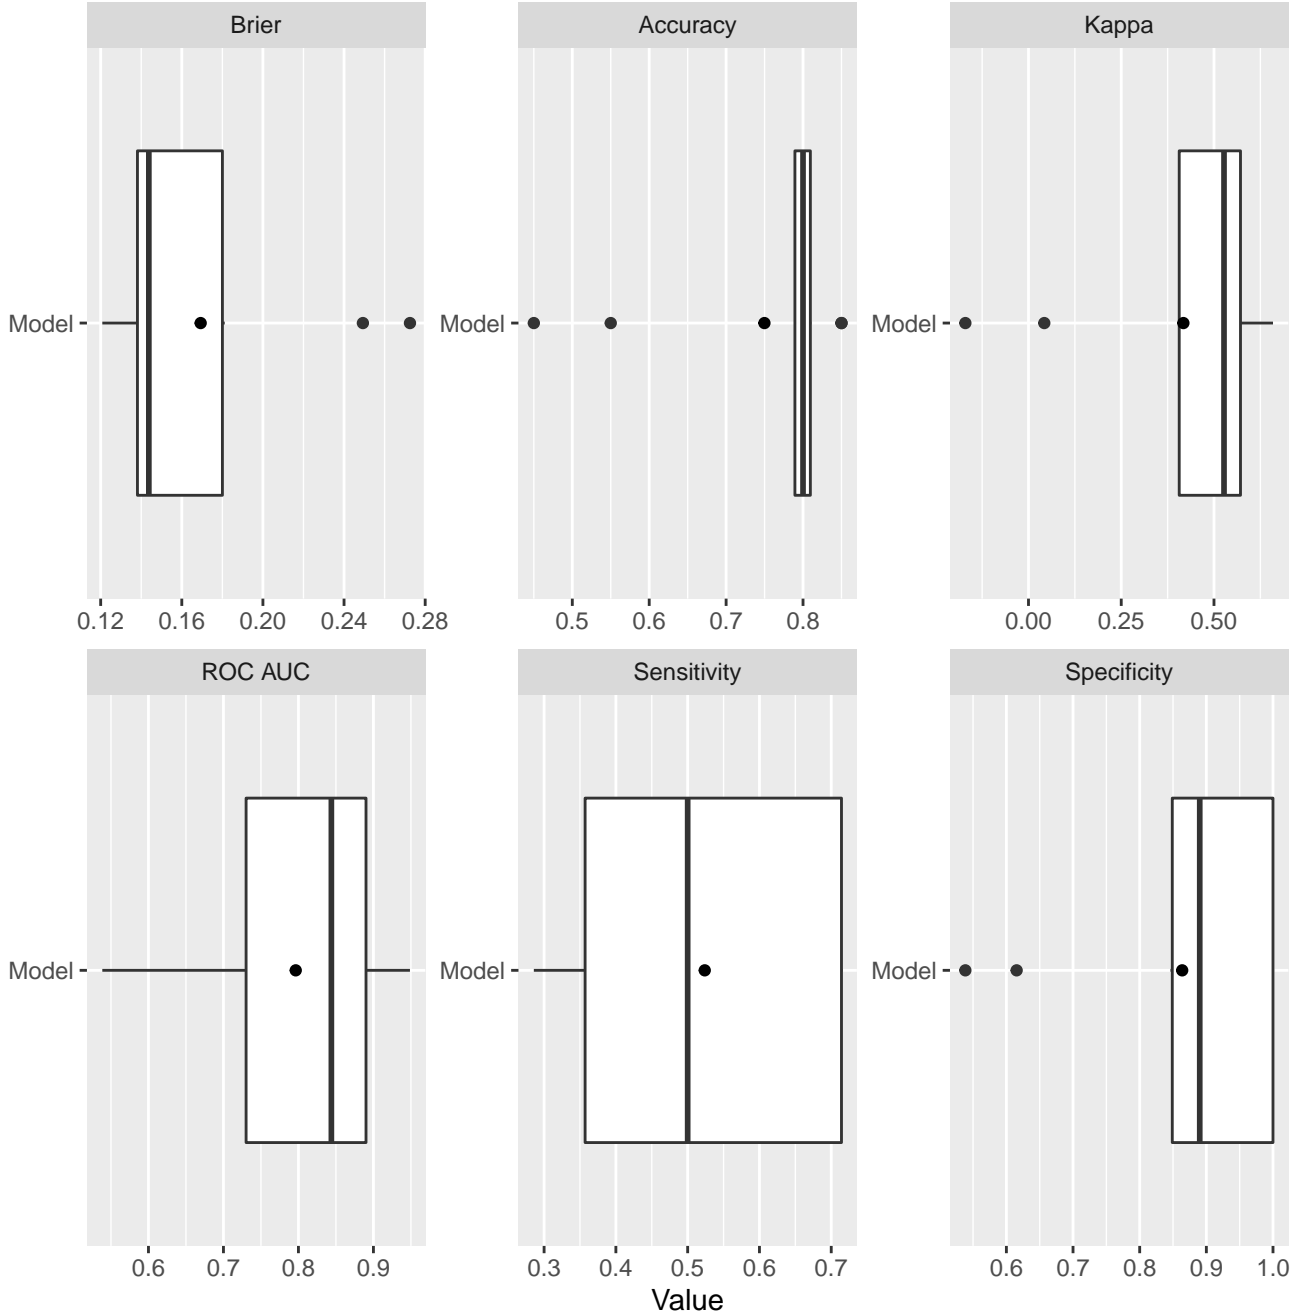 Brier Accuracy Kappa
Model Model Model
0.12 0.16 0.20 0.24 0.28 0.5 0.6 0.7 0.8 0.00 0.25 0.50
ROC AUC Sensitivity Specificity
Model Model Model
0.6 0.7 0.8 0.9 0.3 0.4 0.5 0.6 0.7 0.6 0.7 0.8 0.9 1.0
Value